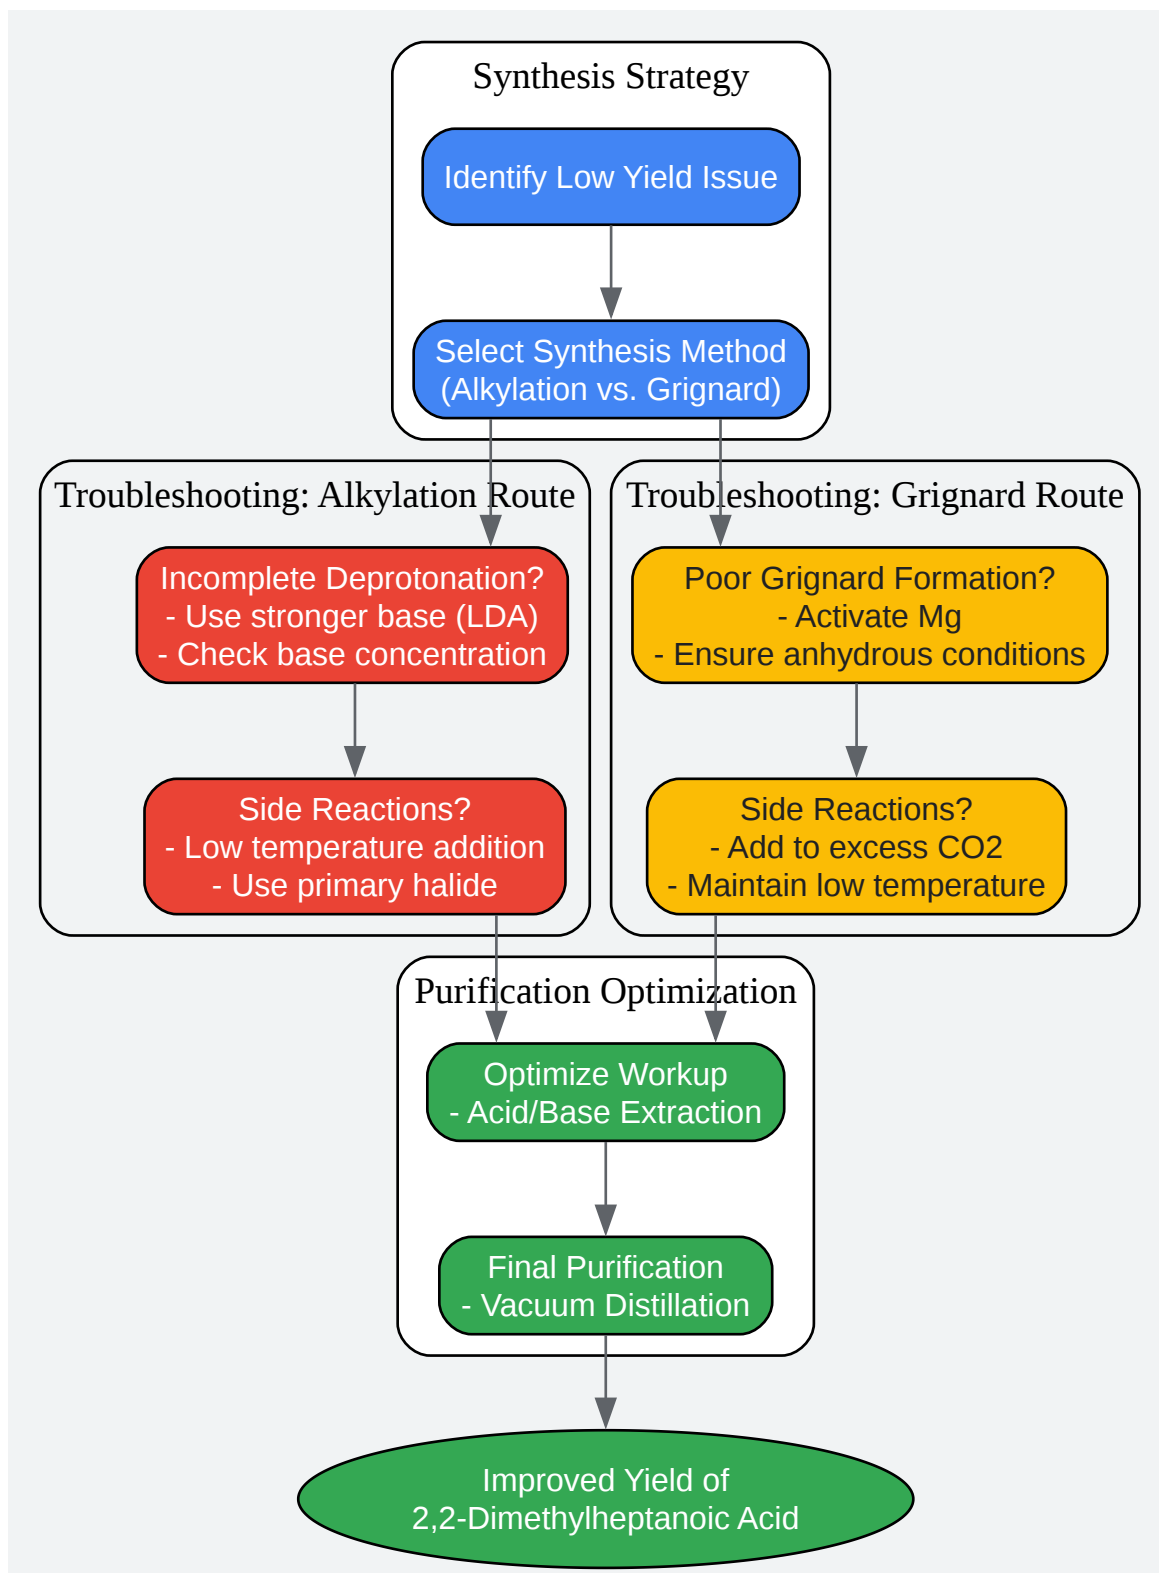 Synthesis Strategy
Identify Low Yield Issue
Select Synthesis Method
(Alkylation vs. Grignard)
Troubleshooting: Alkylation Route
Incomplete Deprotonation?
- Use stronger base (LDA)
- Check base concentration
Side Reactions?
- Low temperature addition
- Use primary halide
Troubleshooting: Grignard Route
Poor Grignard Formation?
- Activate Mg
- Ensure anhydrous conditions
Side Reactions?
- Add to excess CO2
- Maintain low temperature
Purification Optimization
Optimize Workup
- Acid/Base Extraction
Final Purification
- Vacuum Distillation
Improved Yield of
2,2-Dimethylheptanoic Acid